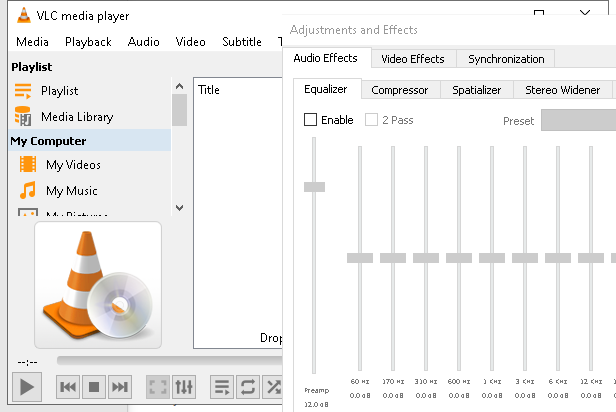 VLC media player
Media Playback Audio Video Subtitle
Playlist
Playlist
Media Library
My Computer
My Videos
My Music
My Pictures
Title
Drop
--:--
Adjustments and Effects
Audio Effects Video Effects Synchronization
Equalizer Compressor Spatializer Stereo Widener
Enable 2 Pass Preset
60 Hz 170 Hz 310 Hz 600 Hz 1 KHz 3 KHz 6 KHz 12 KHz
Preamp 0.0 dB 0.0 dB 0.0 dB 0.0 dB 0.0 dB 0.0 dB 0.0 dB 0.0 d
12.0 dB